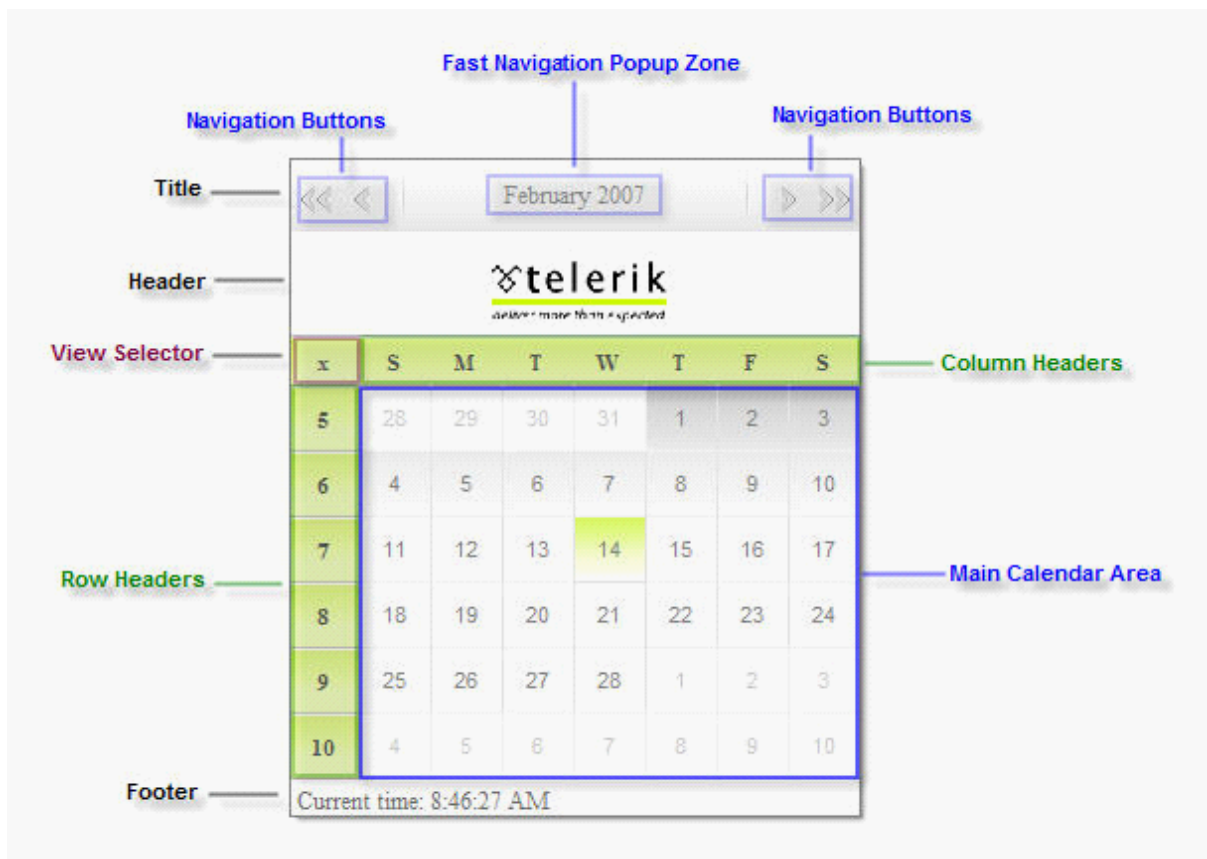 Fast Navigation Popup Zone
Navigation Buttons
Navigation Buttons
Title
February 2007
Header
telerik
deliver more than expected
View Selector
x S M T W T F S
Column Headers
5 28 29 30 31 1 2 3
6 4 5 6 7 8 9 10
7 11 12 13 14 15 16 17
Row Headers
Main Calendar Area
8 18 19 20 21 22 23 24
9 25 26 27 28 1 2 3
10 4 5 6 7 8 9 10
Footer
Current time: 8:46:27 AM